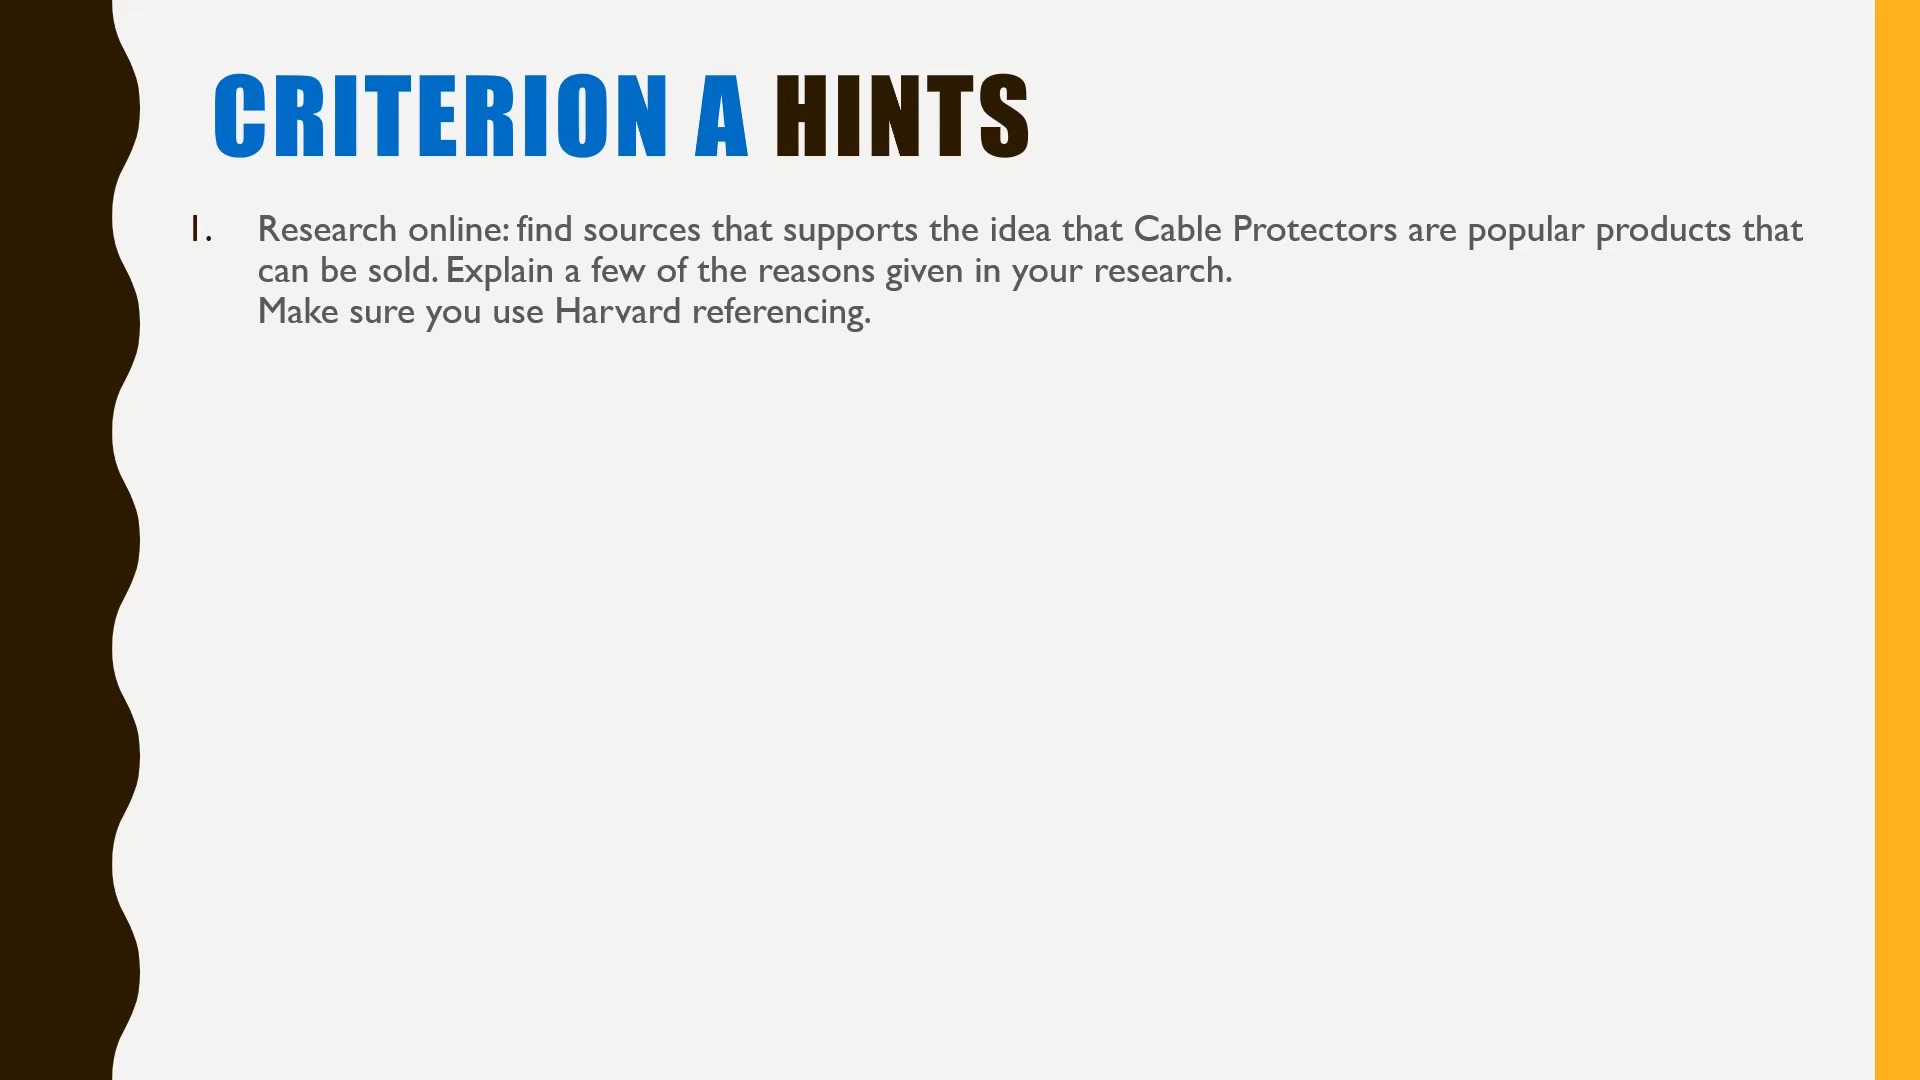 CRITERION A HINTS
1. Research online: find sources that supports the idea that Cable Protectors are popular products that
can be sold. Explain a few of the reasons given in your research.
Make sure you use Harvard referencing.